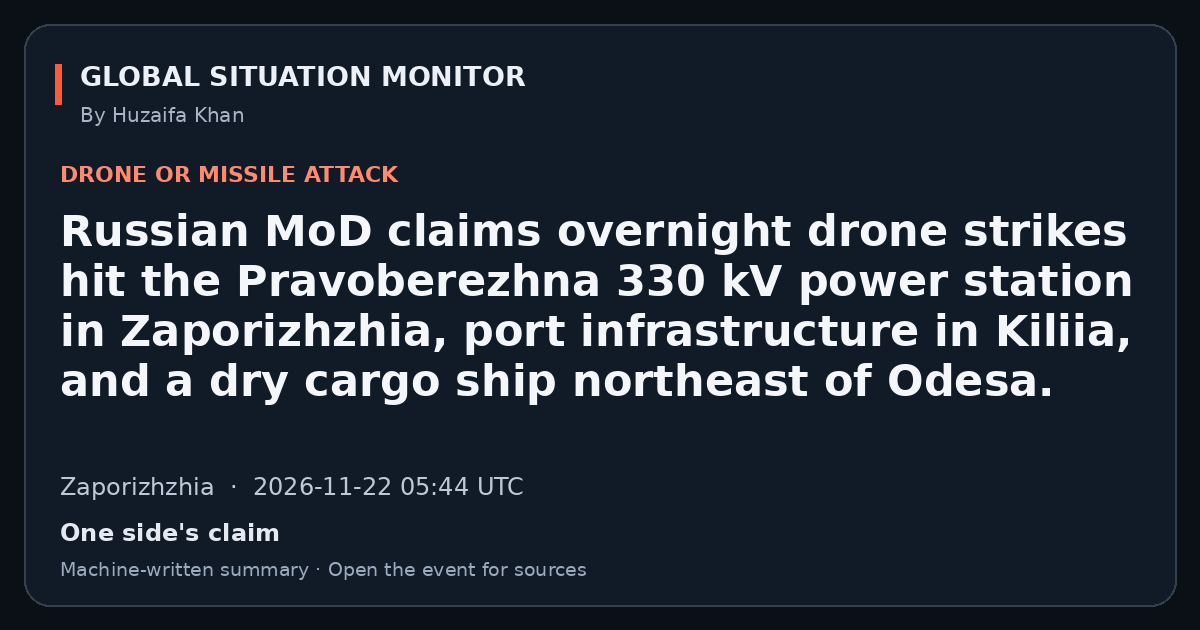 GLOBAL SITUATION MONITOR
By Huzaifa Khan
DRONE OR MISSILE ATTACK
Russian MoD claims overnight drone strikes
hit the Pravoberezhna 330 kV power station
in Zaporizhzhia, port infrastructure in Kiliia,
and a dry cargo ship northeast of Odesa.
Zaporizhzhia · 2026-11-22 05:44 UTC
One side's claim
Machine-written summary · Open the event for sources